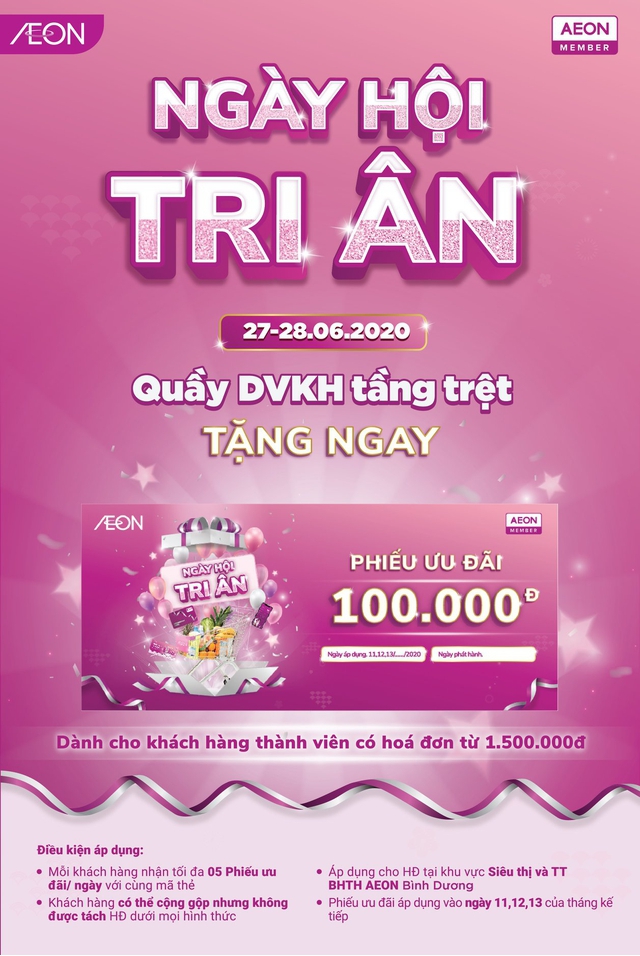 ÆON
AEON
MEMBER
NGÀY HỘI
TRI ÂN
27-28.06.2020
Quầy DVKH tầng trệt
TẶNG NGAY
ÆON
AEON
MEMBER
NGÀY HỘI
TRI ÂN
PHIẾU ƯU ĐÃI
100.000Đ
Ngày áp dụng. 11,12,13/....../2020
Ngày phát hành.
Dành cho khách hàng thành viên có hoá đơn từ 1.500.000đ
Điều kiện áp dụng:
• Mỗi khách hàng nhận tối đa 05 Phiếu ưu
đãi/ ngày với cùng mã thẻ
• Khách hàng có thể cộng gộp nhưng không
được tách HĐ dưới mọi hình thức
• Áp dụng cho HĐ tại khu vực Siêu thị và TT
BHTH AEON Bình Dương
• Phiếu ưu đãi áp dụng vào ngày 11,12,13 của tháng kế
tiếp